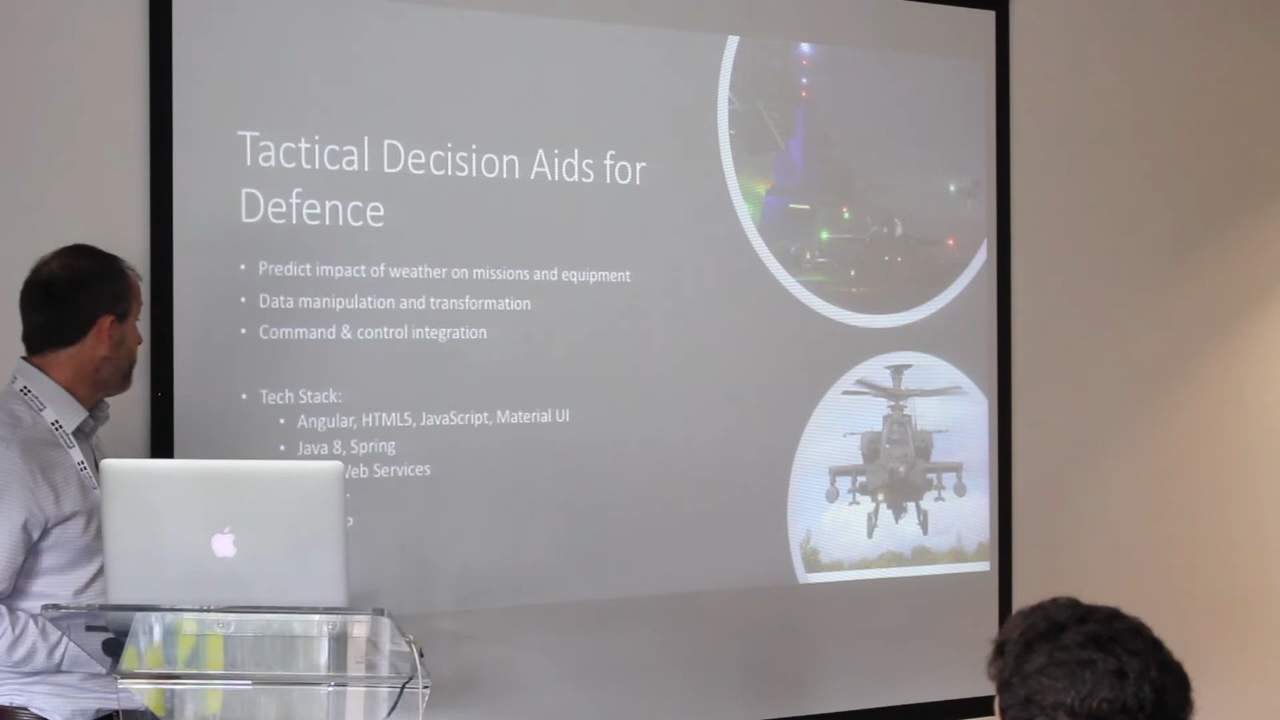 Tactical Decision Aids for
Defence
• Predict impact of weather on missions and equipment
• Data manipulation and transformation
• Command & control integration
• Tech Stack:
• Angular, HTML5, JavaScript, Material UI
• Java 8, Spring
Services